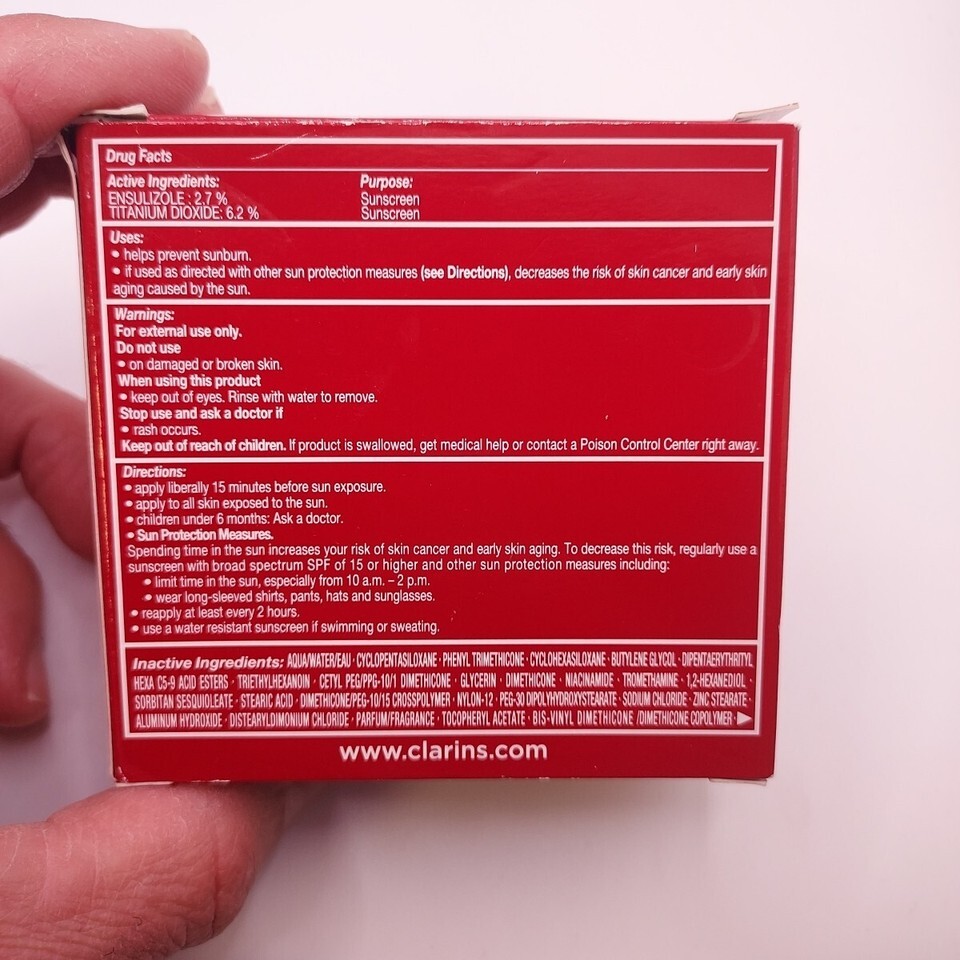 Drug Facts
Active Ingredients: Purpose:
ENSULIZOLE : 2.7 % Sunscreen
TITANIUM DIOXIDE: 6.2 % Sunscreen
Uses:
• helps prevent sunburn.
• if used as directed with other sun protection measures (see Directions), decreases the risk of skin cancer and early skin
aging caused by the sun.
Warnings:
For external use only.
Do not use
• on damaged or broken skin.
When using this product
• keep out of eyes. Rinse with water to remove.
Stop use and ask a doctor if
• rash occurs.
Keep out of reach of children. If product is swallowed, get medical help or contact a Poison Control Center right away.
Directions:
• apply liberally 15 minutes before sun exposure.
• apply to all skin exposed to the sun.
• children under 6 months: Ask a doctor.
• Sun Protection Measures.
Spending time in the sun increases your risk of skin cancer and early skin aging. To decrease this risk, regularly use a
sunscreen with broad spectrum SPF of 15 or higher and other sun protection measures including:
• limit time in the sun, especially from 10 a.m. – 2 p.m.
• wear long-sleeved shirts, pants, hats and sunglasses.
• reapply at least every 2 hours.
• use a water resistant sunscreen if swimming or sweating.
Inactive Ingredients: AQUA/WATER/EAU · CYCLOPENTASILOXANE · PHENYL TRIMETHICONE · CYCLOHEXASILOXANE · BUTYLENE GLYCOL · DIPENTAERYTHRITYL
HEXA C5-9 ACID ESTERS · TRIETHYLHEXANOIN · CETYL PEG/PPG-10/1 DIMETHICONE · GLYCERIN · DIMETHICONE · NIACINAMIDE · TROMETHAMINE · 1,2-HEXANEDIOL ·
SORBITAN SESQUIOLEATE · STEARIC ACID · DIMETHICONE/PEG-10/15 CROSSPOLYMER · NYLON-12 · PEG-30 DIPOLYHYDROXYSTEARATE · SODIUM CHLORIDE · ZINC STEARATE ·
ALUMINUM HYDROXIDE · DISTEARYLDIMONIUM CHLORIDE · PARFUM/FRAGRANCE · TOCOPHERYL ACETATE · BIS-VINYL DIMETHICONE /DIMETHICONE COPOLYMER · ▶
www.clarins.com